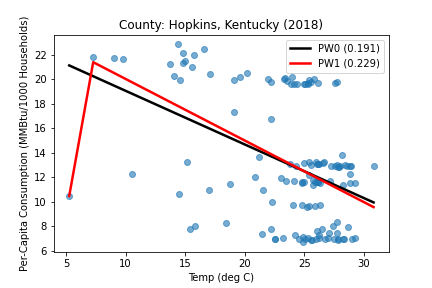 County: Hopkins, Kentucky (2018)
PW0 (0.191)
PW1 (0.229)
Per-Capita Consumption (MMBtu/1000 Households)
22
20
18
16
14
12
10
8
6
5 10 15 20 25 30
Temp (deg C)